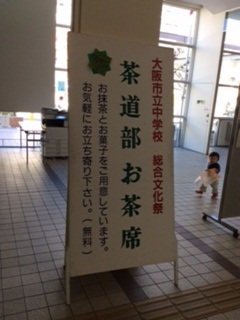 大阪市立中学校 総合文化祭
茶道部お茶席
お抹茶とお菓子をご用意しています。
お気軽にお立ち寄り下さい。(無料)